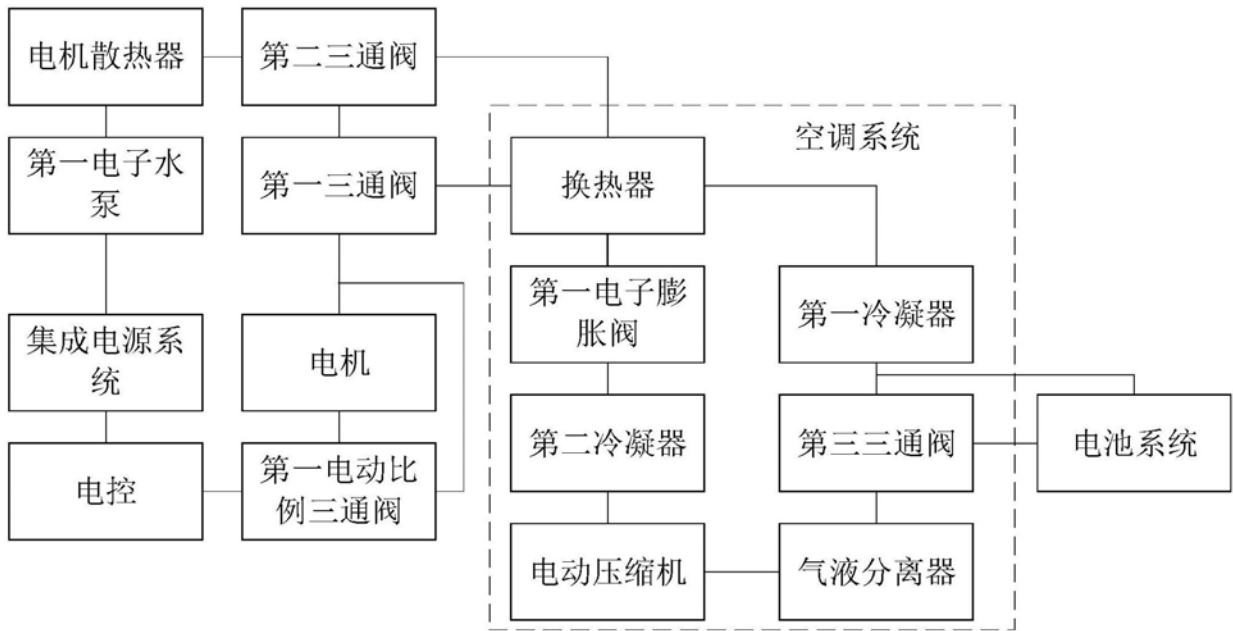 电机散热器
第二三通阀
空调系统
第一电子水
泵
第一三通阀
换热器
第一电子膨
胀阀
第一冷凝器
集成电源系
统
电机
第二冷凝器
第三三通阀
电池系统
电控
第一电动比
例三通阀
电动压缩机
气液分离器